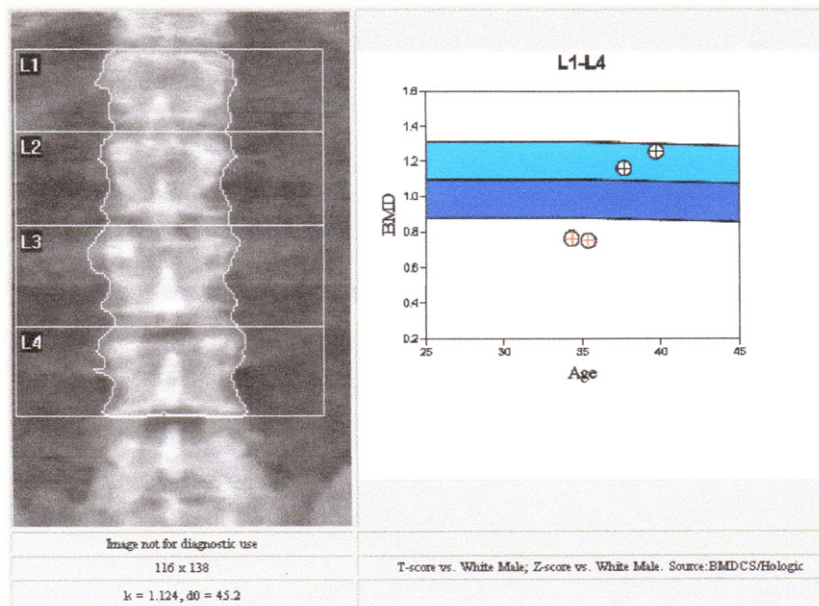 L1
L2
L3
L4
Image not for diagnostic use
116 x 138
k = 1.124, d0 = 45.2
L1-L4
1.6
1.4
1.2
1.0
0.8
0.6
0.4
0.2
BMD
25 30 35 40 45
Age
T-score vs. White Male; Z-score vs. White Male. Source:BMDCS/Hologic